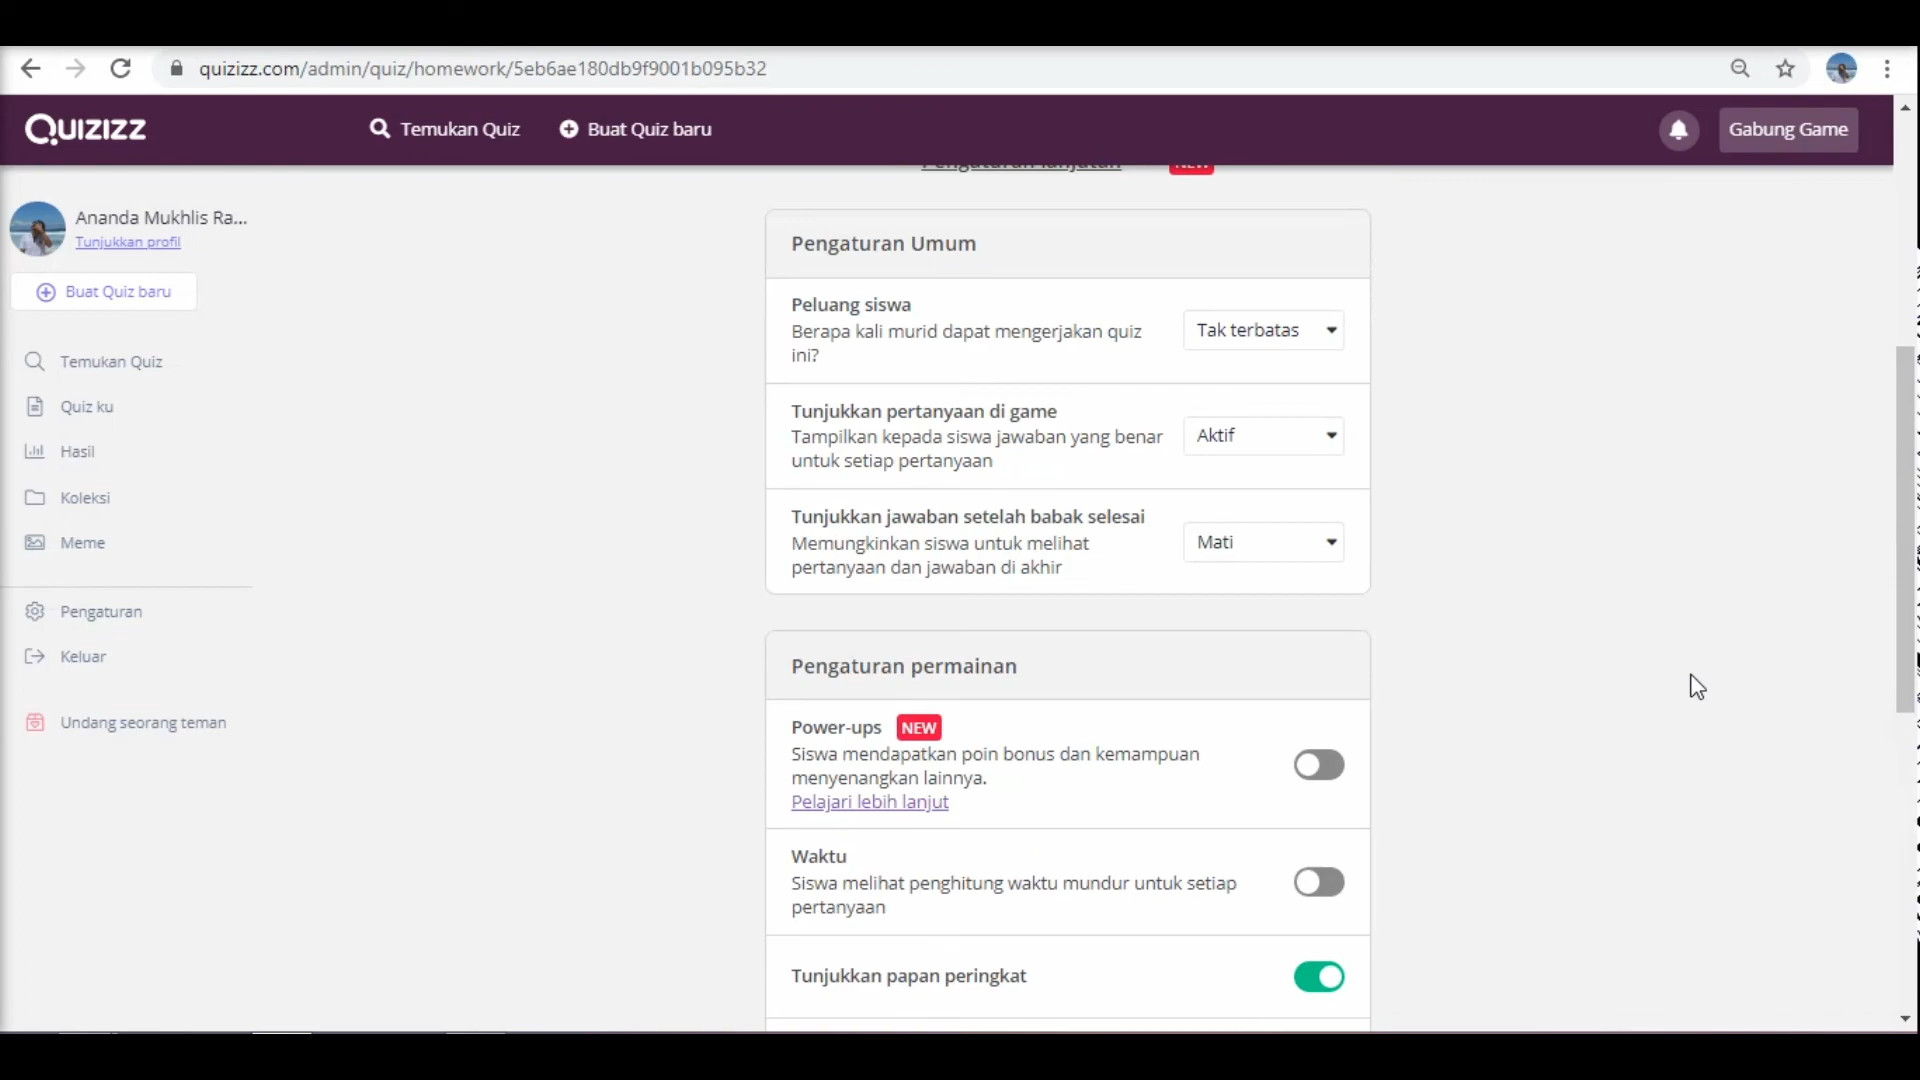 quizizz.com/admin/quiz/homework/5eb6ae180db9f9001b095b32
QUIZIZZ
Temukan Quiz
Buat Quiz baru
Gabung Game
Pengaturan lanjutan
NEW
Ananda Mukhlis Ra...
Tunjukkan profil
Buat Quiz baru
Temukan Quiz
Quiz ku
Hasil
Koleksi
Meme
Pengaturan
Keluar
Undang seorang teman
Pengaturan Umum
Peluang siswa
Berapa kali murid dapat mengerjakan quiz
ini?
Tak terbatas
Tunjukkan pertanyaan di game
Tampilkan kepada siswa jawaban yang benar
untuk setiap pertanyaan
Aktif
Tunjukkan jawaban setelah babak selesai
Memungkinkan siswa untuk melihat
pertanyaan dan jawaban di akhir
Mati
Pengaturan permainan
Power-ups NEW
Siswa mendapatkan poin bonus dan kemampuan
menyenangkan lainnya.
Pelajari lebih lanjut
Waktu
Siswa melihat penghitung waktu mundur untuk setiap
pertanyaan
Tunjukkan papan peringkat